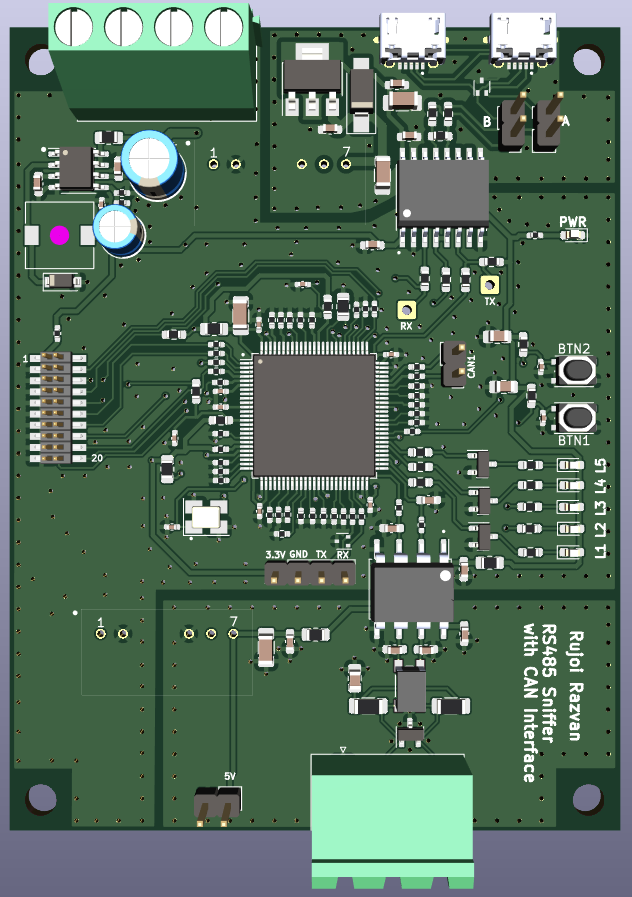 1
7
B
A
PWR
TX
RX
CAN1
BTN2
BTN1
1
20
L5
L4
L3
L2
L1
3.3V GND TX RX
1
7
Rujoi Razvan
RS485 Sniffer
with CAN Interface
5V